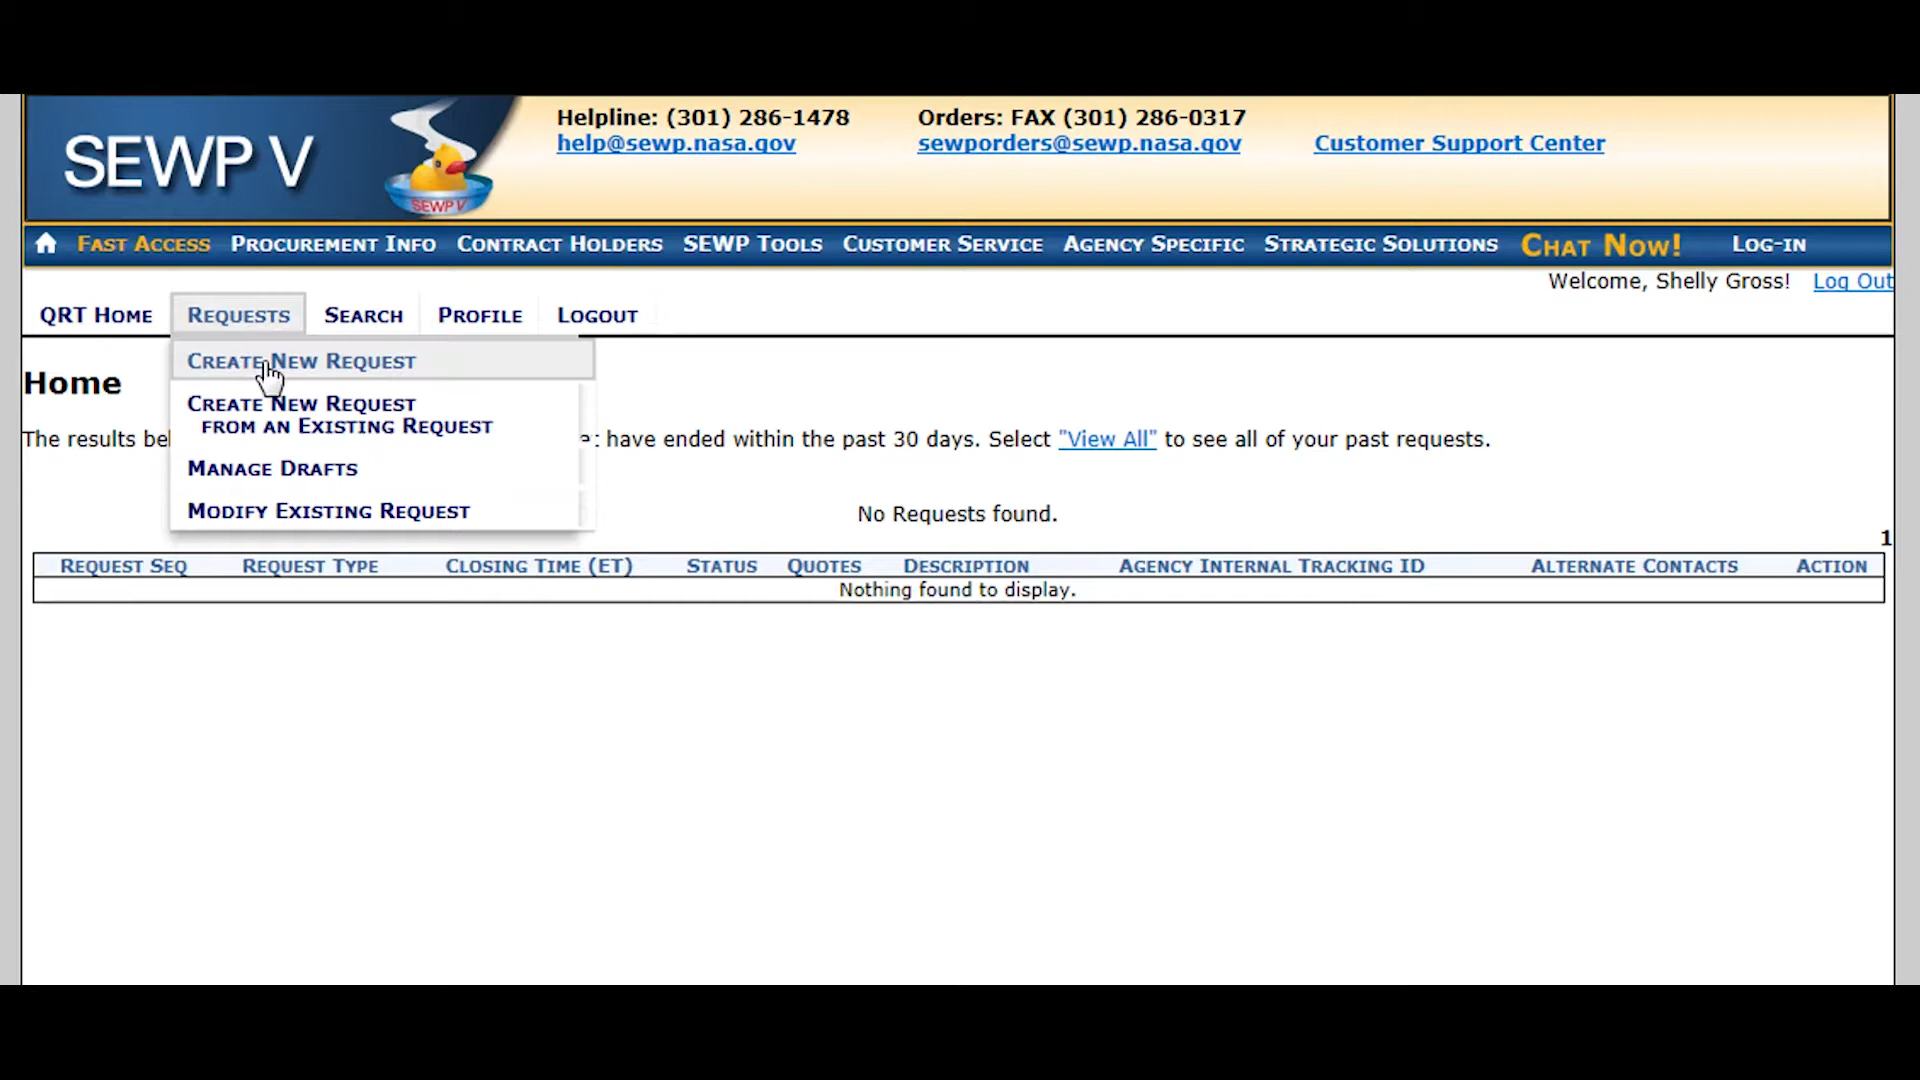 SEWP V
SEWP V
Helpline: (301) 286-1478
help@sewp.nasa.gov
Orders: FAX (301) 286-0317
sewporders@sewp.nasa.gov
Customer Support Center
FAST ACCESS PROCUREMENT INFO CONTRACT HOLDERS SEWP TOOLS CUSTOMER SERVICE AGENCY SPECIFIC STRATEGIC SOLUTIONS CHAT NOW! LOG-IN
Welcome, Shelly Gross! Log Out
QRT HOME REQUESTS SEARCH PROFILE LOGOUT
CREATE NEW REQUEST
CREATE NEW REQUEST
FROM AN EXISTING REQUEST
MANAGE DRAFTS
MODIFY EXISTING REQUEST
Home
The results have ended within the past 30 days. Select "View All" to see all of your past requests.
No Requests found.
1
REQUEST SEQ REQUEST TYPE CLOSING TIME (ET) STATUS QUOTES DESCRIPTION AGENCY INTERNAL TRACKING ID ALTERNATE CONTACTS ACTION
Nothing found to display.